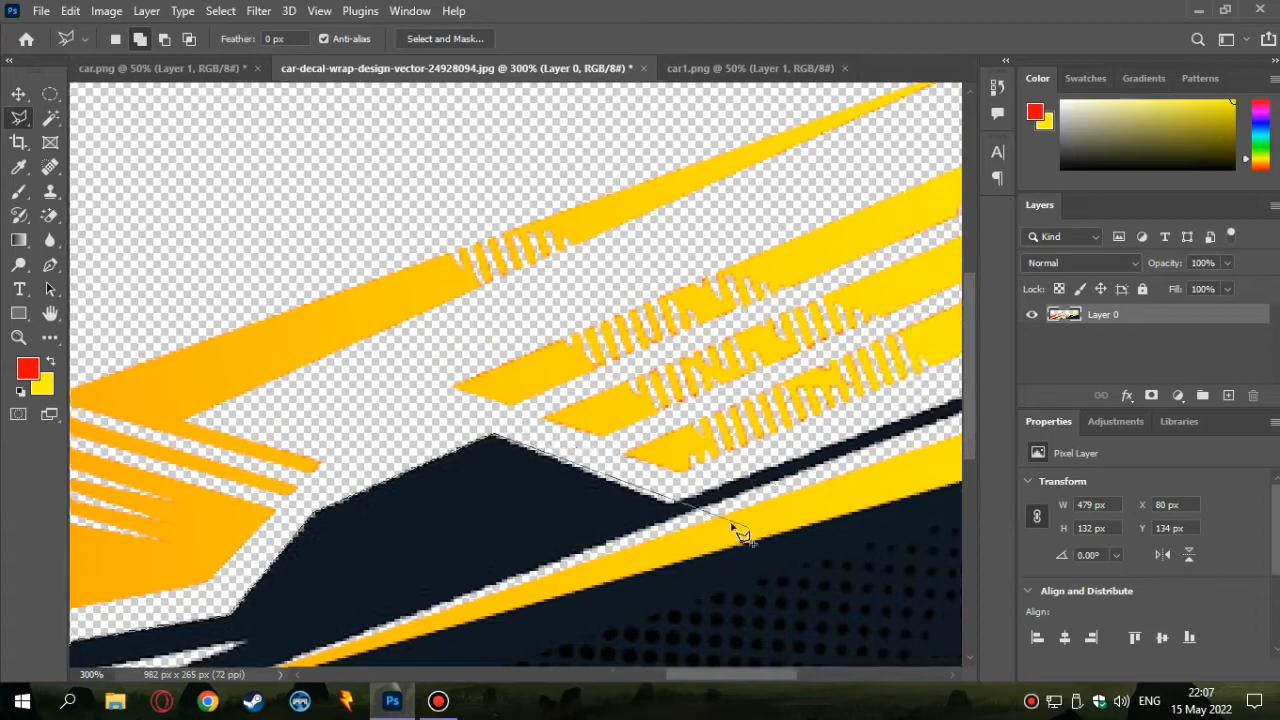 Ps File Edit Image Layer Type Select Filter 3D View Plugins Window Help
Feather: 0 px Anti-alias Select and Mask...
car.png @ 50% (Layer 1, RGB/8#) * × car-decal-wrap-design-vector-24928094.jpg @ 300% (Layer 0, RGB/8#) * × car1.png @ 50% (Layer 1, RGB/8#) ×
Color Swatches Gradients Patterns
Layers
Kind
Normal Opacity: 100%
Lock: Fill: 100%
Layer 0
Properties Adjustments Libraries
Pixel Layer
Transform
W 479 px X 80 px
H 132 px Y 134 px
0.00°
Align and Distribute
Align:
300% 982 px x 265 px (72 ppi)
Ps ENG 22:07
15 May 2022